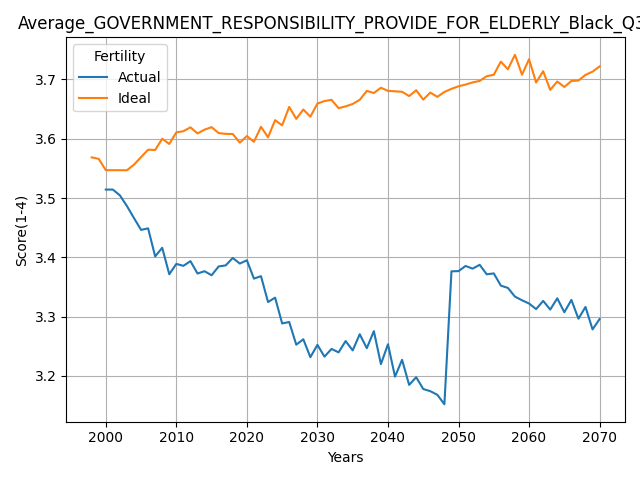 Average_GOVERNMENT_RESPONSIBILITY_PROVIDE_FOR_ELDERLY_Black_Q3
Fertility
Actual
Ideal
Score(1-4)
3.7
3.6
3.5
3.4
3.3
3.2
2000 2010 2020 2030 2040 2050 2060 2070
Years